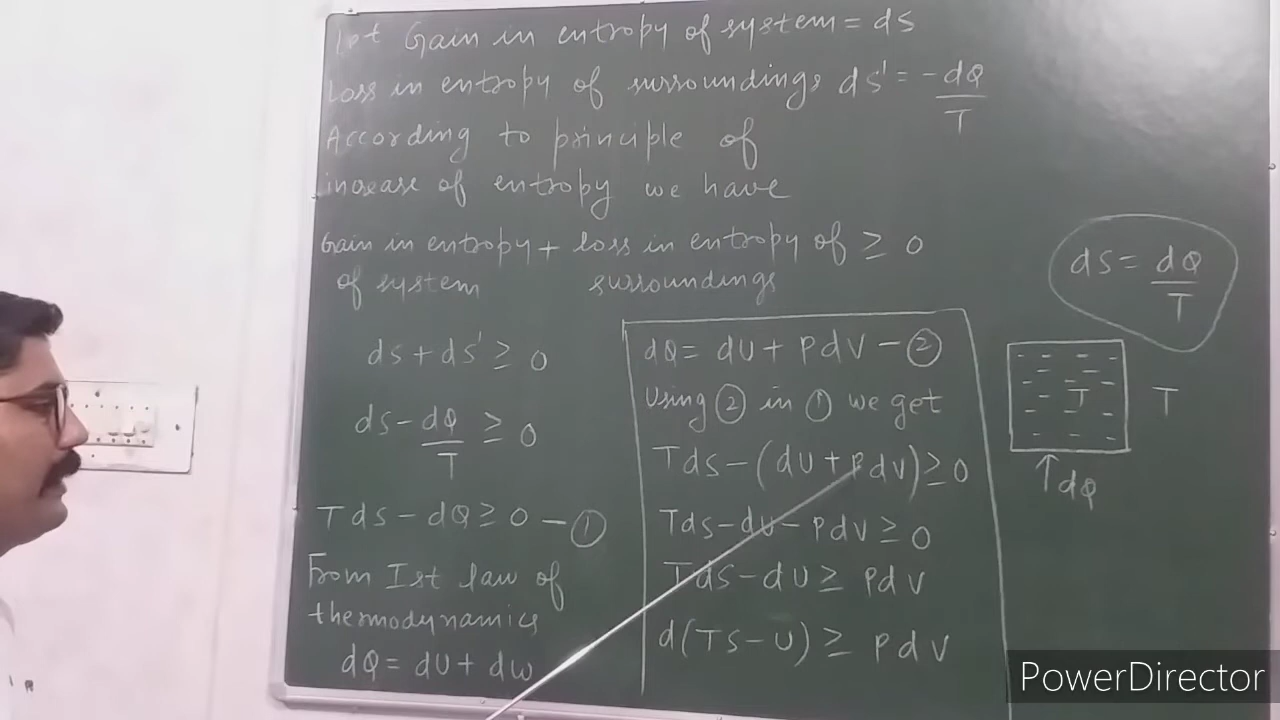 Let Gain in entropy of system = ds
Loss in entropy of surroundings ds' = -dQ/T
According to principle of
increase of entropy we have
Gain in entropy + loss in entropy of ≥ 0
of system surroundings
ds + ds' ≥ 0
ds - dQ/T ≥ 0
Tds - dQ ≥ 0 - ①
From Ist law of
thermodynamics
dQ = dU + dw
dQ = dU + PdV - ②
Using ② in ① we get
Tds - (dU + PdV) ≥ 0
Tds - dU - PdV ≥ 0
Tds - dU ≥ PdV
d(TS - U) ≥ PdV
ds = dQ/T
T T
↑dQ
PowerDirector